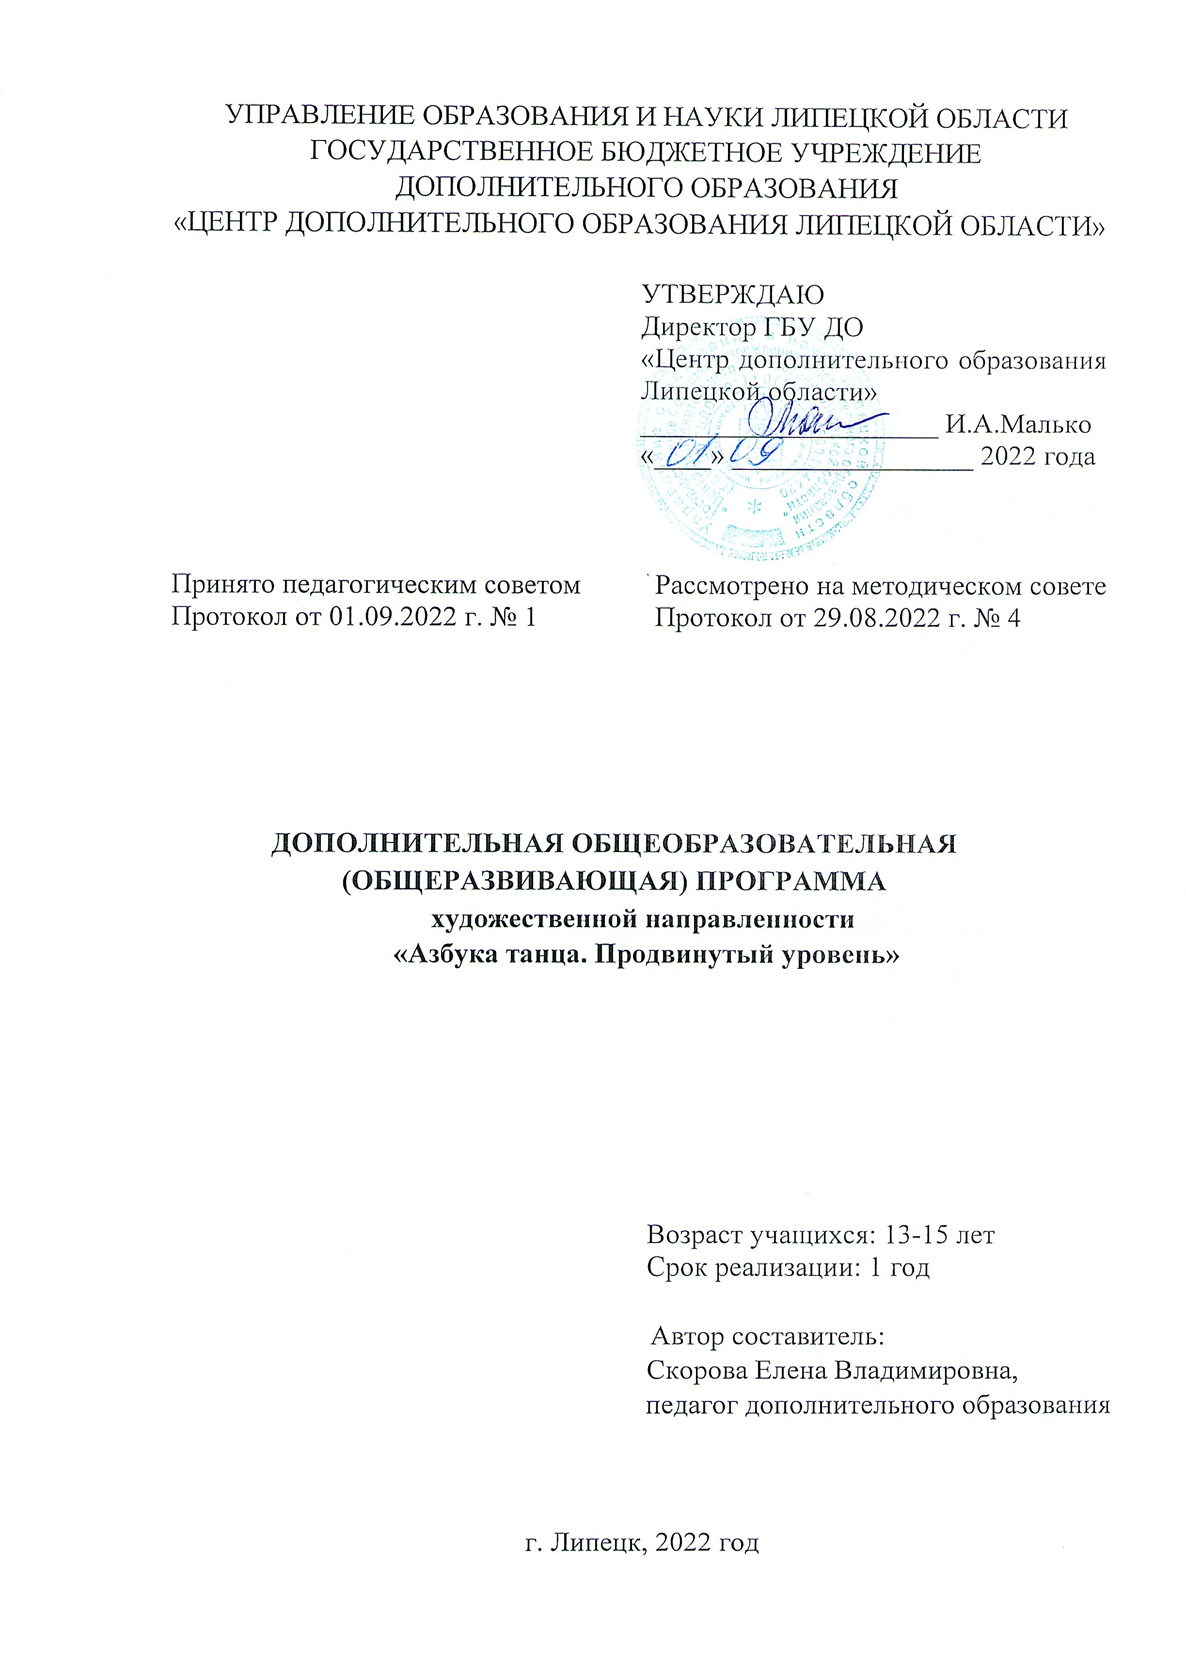 УПРАВЛЕНИЕ ОБРАЗОВАНИЯ И НАУКИ ЛИПЕЦКОЙ ОБЛАСТИ
ГОСУДАРСТВЕННОЕ БЮДЖЕТНОЕ УЧРЕЖДЕНИЕ
ДОПОЛНИТЕЛЬНОГО ОБРАЗОВАНИЯ
«ЦЕНТР ДОПОЛНИТЕЛЬНОГО ОБРАЗОВАНИЯ ЛИПЕЦКОЙ ОБЛАСТИ»
УТВЕРЖДАЮ
Директор ГБУ ДО
«Центр дополнительного образования
Липецкой области»
И.А.Малько
«01» 09 2022 года
Принято педагогическим советом
Протокол от 01.09.2022 г. № 1
Рассмотрено на методическом совете
Протокол от 29.08.2022 г. № 4
ДОПОЛНИТЕЛЬНАЯ ОБЩЕОБРАЗОВАТЕЛЬНАЯ
(ОБЩЕРАЗВИВАЮЩАЯ) ПРОГРАММА
художественной направленности
«Азбука танца. Продвинутый уровень»
Возраст учащихся: 13-15 лет
Срок реализации: 1 год
Автор составитель:
Скорова Елена Владимировна,
педагог дополнительного образования
г. Липецк, 2022 год